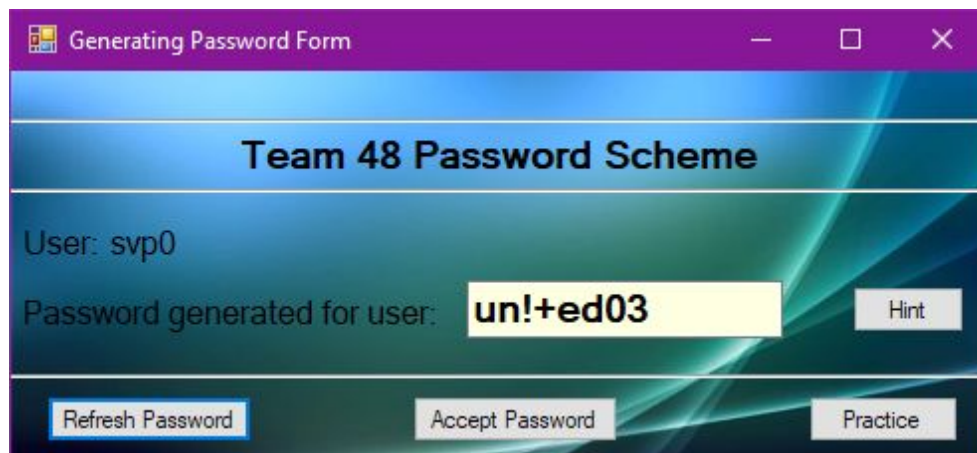 Generating Password Form
Team 48 Password Scheme
User: svp0
Password generated for user: un!+ed03 Hint
Refresh Password Accept Password Practice